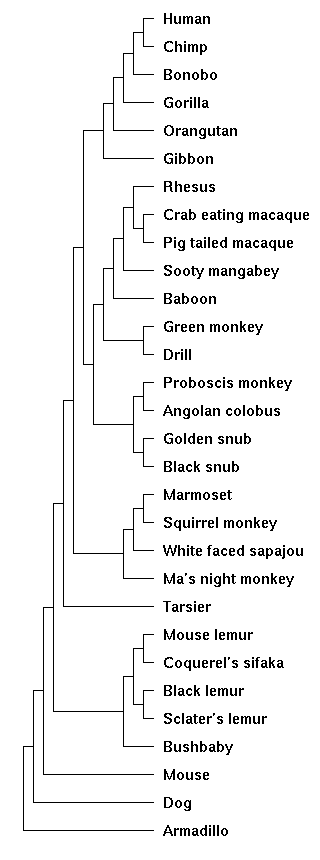 Human
Chimp
Bonobo
Gorilla
Orangutan
Gibbon
Rhesus
Crab eating macaque
Pig tailed macaque
Sooty mangabey
Baboon
Green monkey
Drill
Proboscis monkey
Angolan colobus
Golden snub
Black snub
Marmoset
Squirrel monkey
White faced sapajou
Ma's night monkey
Tarsier
Mouse lemur
Coquerel's sifaka
Black lemur
Sclater's lemur
Bushbaby
Mouse
Dog
Armadillo